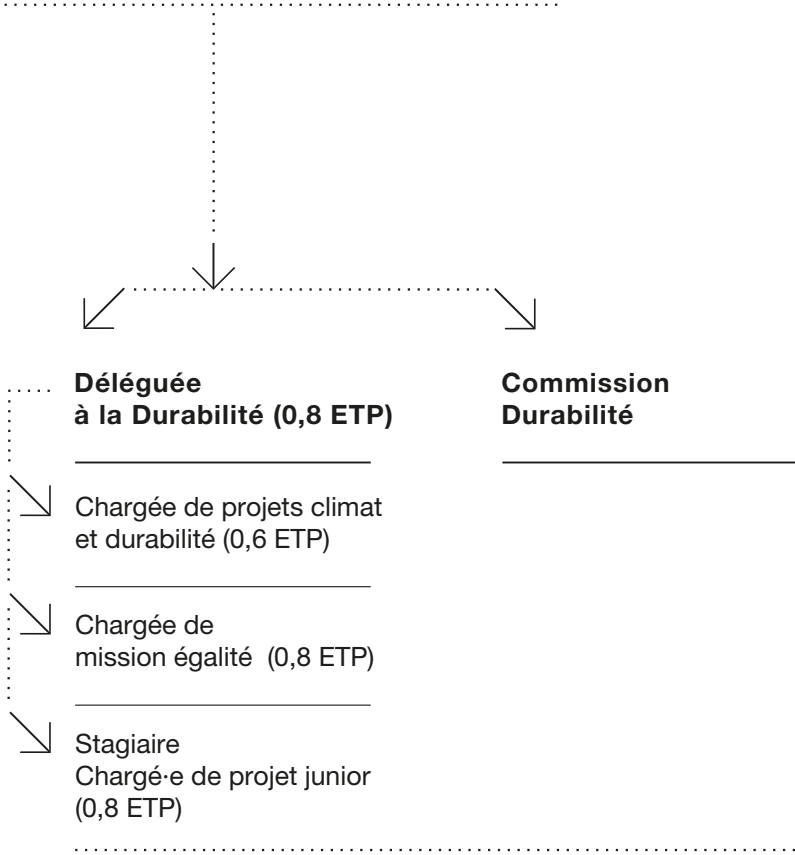 Déléguée
à la Durabilité (0,8 ETP)
Commission
Durabilité
Chargée de projets climat
et durabilité (0,6 ETP)
Chargée de
mission égalité (0,8 ETP)
Stagiaire
Chargé·e de projet junior
(0,8 ETP)